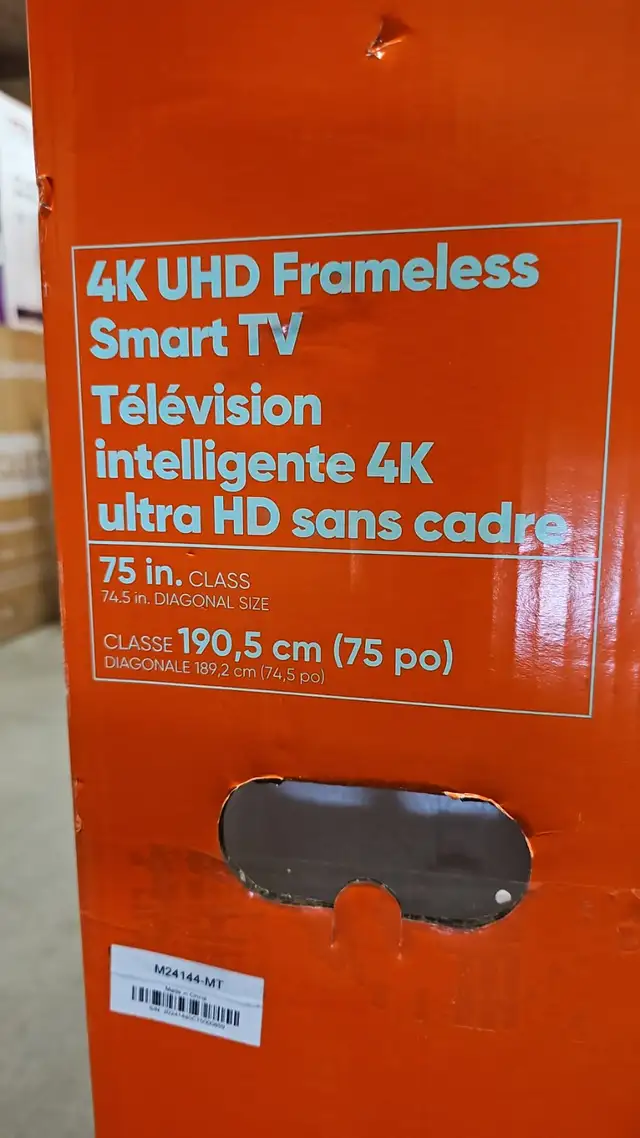 4K UHD Frameless
Smart TV
Télévision
intelligente 4K
ultra HD sans cadre
75 in. CLASS
74.5 in. DIAGONAL SIZE
CLASSE 190,5 cm (75 po)
DIAGONALE 189,2 cm (74,5 po)
M24144-MT
Made in China